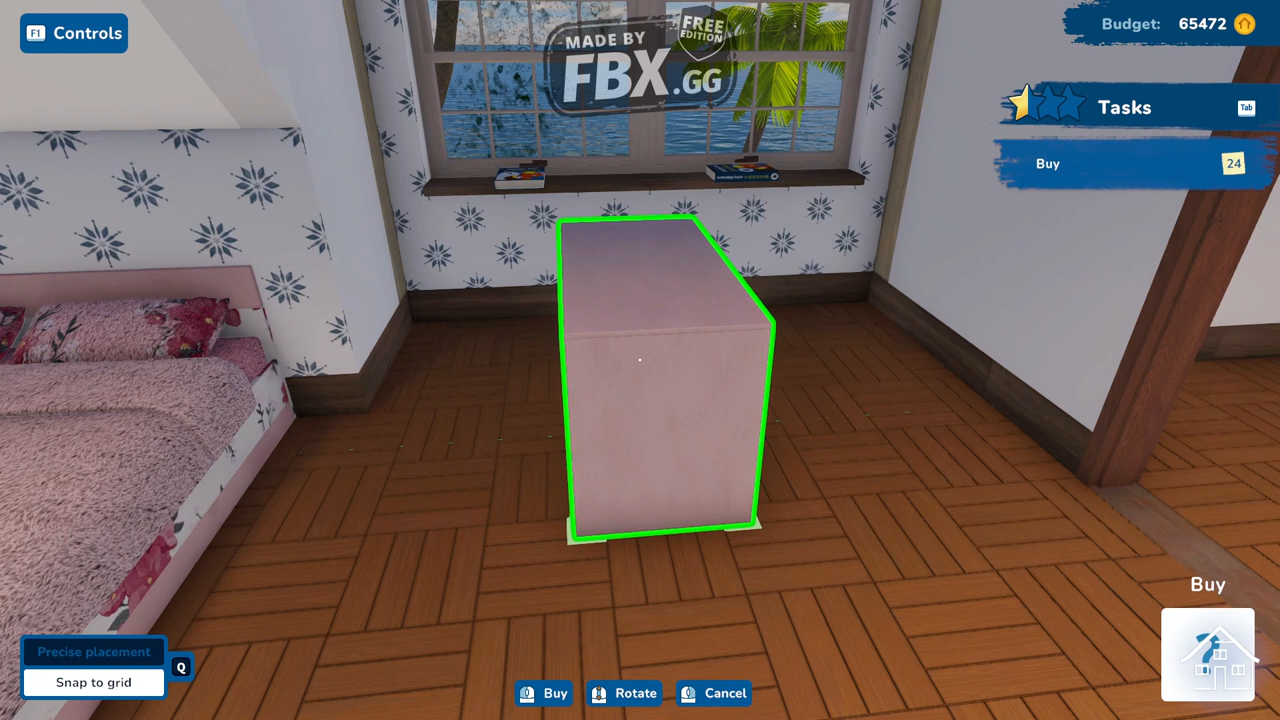 F1 Controls
MADE BY
FBX.GG
FREE
EDITION
Budget: 65472
Tasks
Tab
Buy
24
Buy
Precise placement
Snap to grid
Q
Buy
Rotate
Cancel